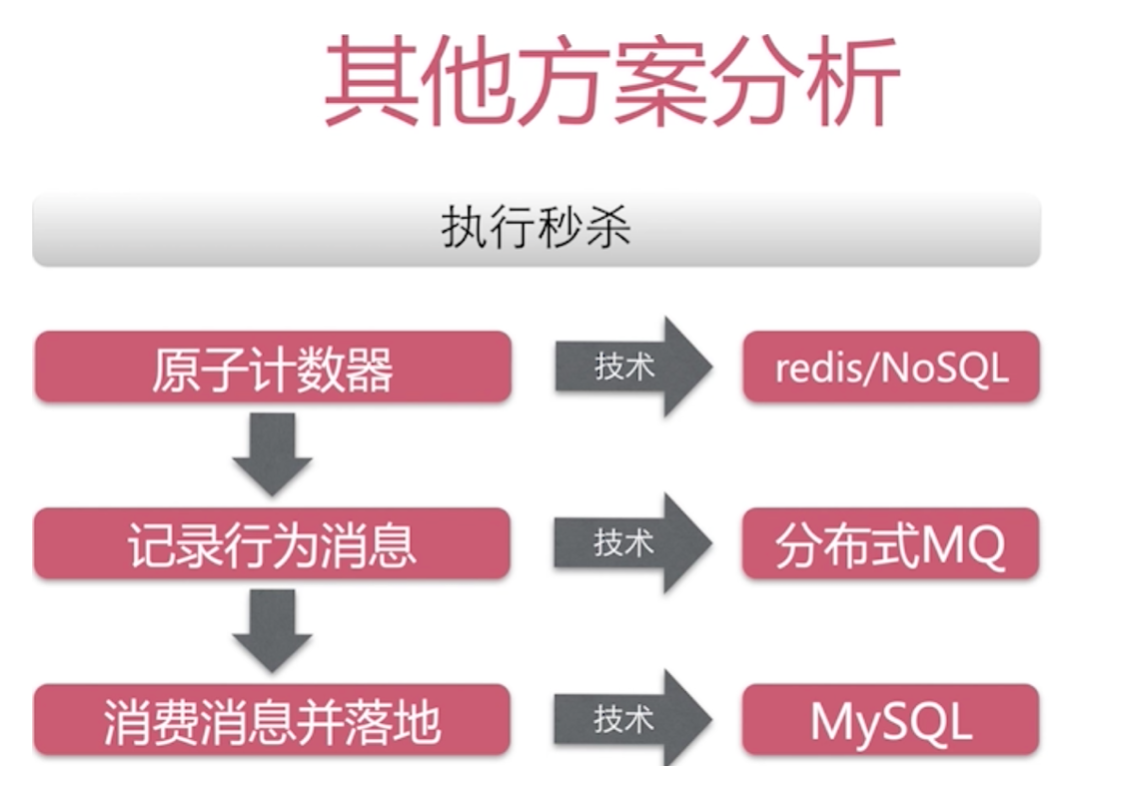 其他方案分析
执行秒杀
原子计数器
技术
redis/NoSQL
记录行为消息
技术
分布式MQ
消费消息并落地
技术
MySQL